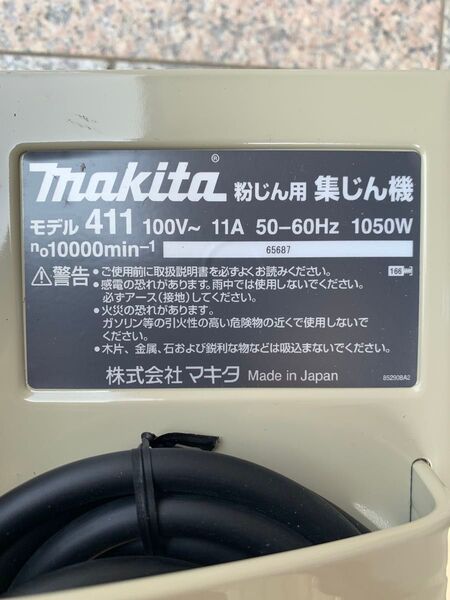 makita® 粉じん用 集じん機
モデル 411 100V~ 11A 50-60Hz 1050W
n₀10000min⁻¹ 65687
⚠警告 ●ご使用前に取扱説明書を必ずよくお読みください。
●感電の恐れがあります。雨中では使用しないでください。
必ずアース(接地)してください。
●火災の恐れがあります。
ガソリン等の引火性の高い危険物の近くで使用しないで
ください。
●木片、金属、石および鋭利な物などは吸込まないでください。
166
株式会社 マキタ Made in Japan
852908A2